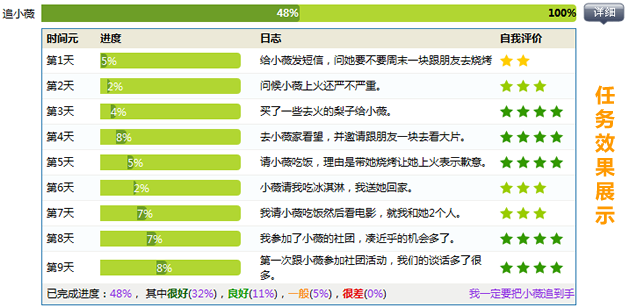 追小薇 48% 100% 详细
时间元 进度 日志 自我评价
第1天 5% 给小薇发短信，问她要不要周末一块跟朋友去烧烤
第2天 2% 问候小薇上火还严不严重。
第3天 4% 买了一些去火的梨子给小薇。
第4天 8% 去小薇家看望，并邀请跟朋友一块去看大片。
第5天 5% 请小薇吃饭，理由是带她烧烤让她上火表示歉意。
第6天 2% 小薇请我吃冰淇淋，我送她回家。
第7天 7% 我请小薇吃饭然后看电影，就我和她2个人。
第8天 7% 我参加了小薇的社团，凑近乎的机会多了。
第9天 8% 第一次跟小薇参加社团活动，我们的谈话多了很
多。
已完成进度：48%，其中很好(32%)，良好(11%)，一般(5%)，很差(0%) 我一定要把小薇追到手
任务效果展示